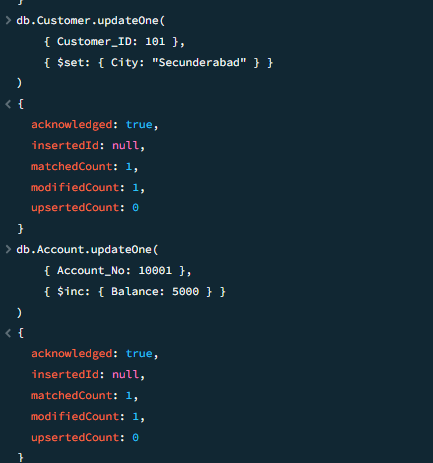 }
> db.Customer.updateOne(
{ Customer_ID: 101 },
{ $set: { City: "Secunderabad" } }
)
< {
acknowledged: true,
insertedId: null,
matchedCount: 1,
modifiedCount: 1,
upsertedCount: 0
}
> db.Account.updateOne(
{ Account_No: 10001 },
{ $inc: { Balance: 5000 } }
)
< {
acknowledged: true,
insertedId: null,
matchedCount: 1,
modifiedCount: 1,
upsertedCount: 0
}